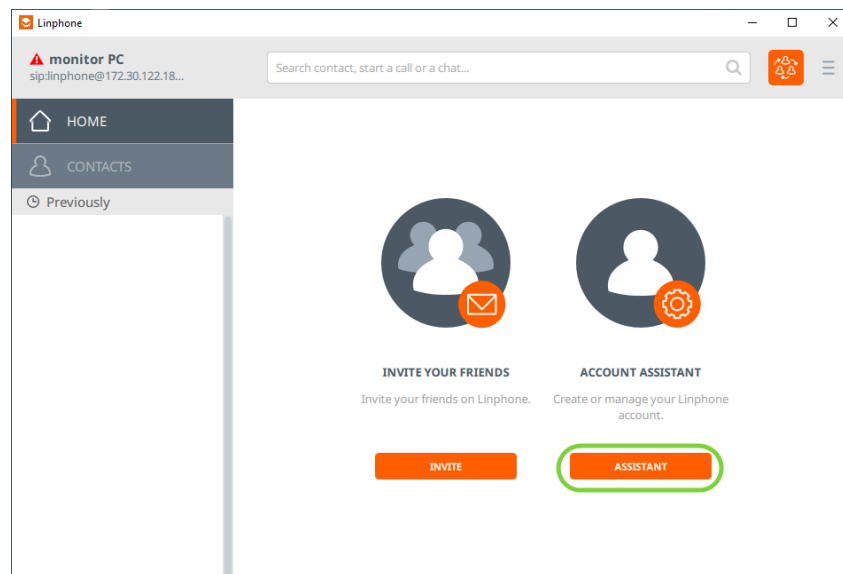 Linphone
monitor PC
sip:linphone@172.30.122.18...
Search contact, start a call or a chat...
HOME
CONTACTS
Previously
INVITE YOUR FRIENDS
Invite your friends on Linphone.
INVITE
ACCOUNT ASSISTANT
Create or manage your Linphone
account.
ASSISTANT